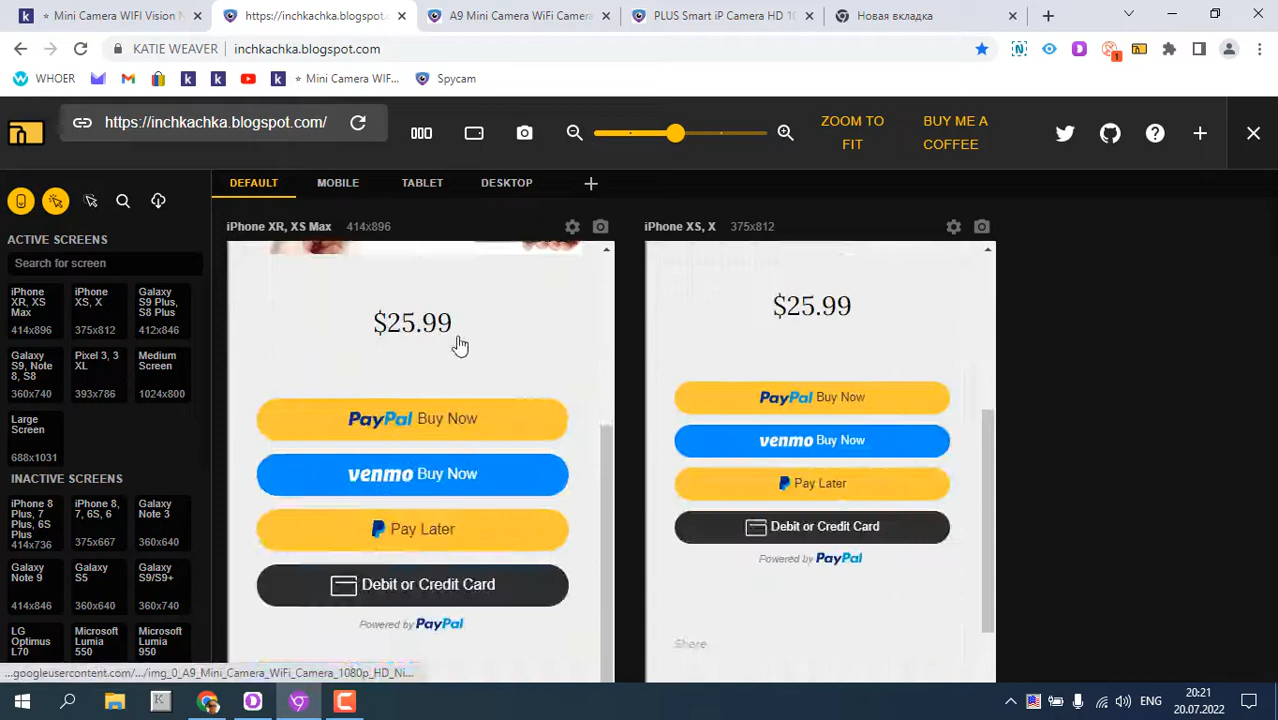 ⭐ Mini Camera WIFI Vision N
https://inchkachka.blogspot.com/
A9 Mini Camera WiFi Camera
PLUS Smart iP Camera HD 10
Новая вкладка
KATIE WEAVER
inchkachka.blogspot.com
1
WHOER
⭐ Mini Camera WIF...
Spycam
https://inchkachka.blogspot.com/
ZOOM TO FIT
BUY ME A COFFEE
DEFAULT
MOBILE
TABLET
DESKTOP
ACTIVE SCREENS
Search for screen
iPhone XR, XS Max
414x896
iPhone XS, X
375x812
Galaxy S9 Plus, S8 Plus
412x846
Galaxy S9, Note 8, S8
360x740
Pixel 3, 3 XL
393x786
Medium Screen
1024x800
Large Screen
688x1031
INACTIVE SCREENS
iPhone 8 Plus, 7 Plus, 6S Plus
414x736
iPhone 8, 7, 6S, 6
375x667
Galaxy Note 3
360x640
Galaxy Note 9
414x846
Galaxy S5
360x640
Galaxy S9/S9+
360x740
LG Optimus L70
Microsoft Lumia 550
Microsoft Lumia 950
iPhone XR, XS Max 414x896
$25.99
PayPal Buy Now
venmo Buy Now
Pay Later
Debit or Credit Card
Powered by PayPal
iPhone XS, X 375x812
$25.99
PayPal Buy Now
venmo Buy Now
Pay Later
Debit or Credit Card
Powered by PayPal
Share
...googleusercontent.com/.../img_0_A9_Mini_Camera_WiFi_Camera_1080p_HD_Ni...
ENG
20:21
20.07.2022